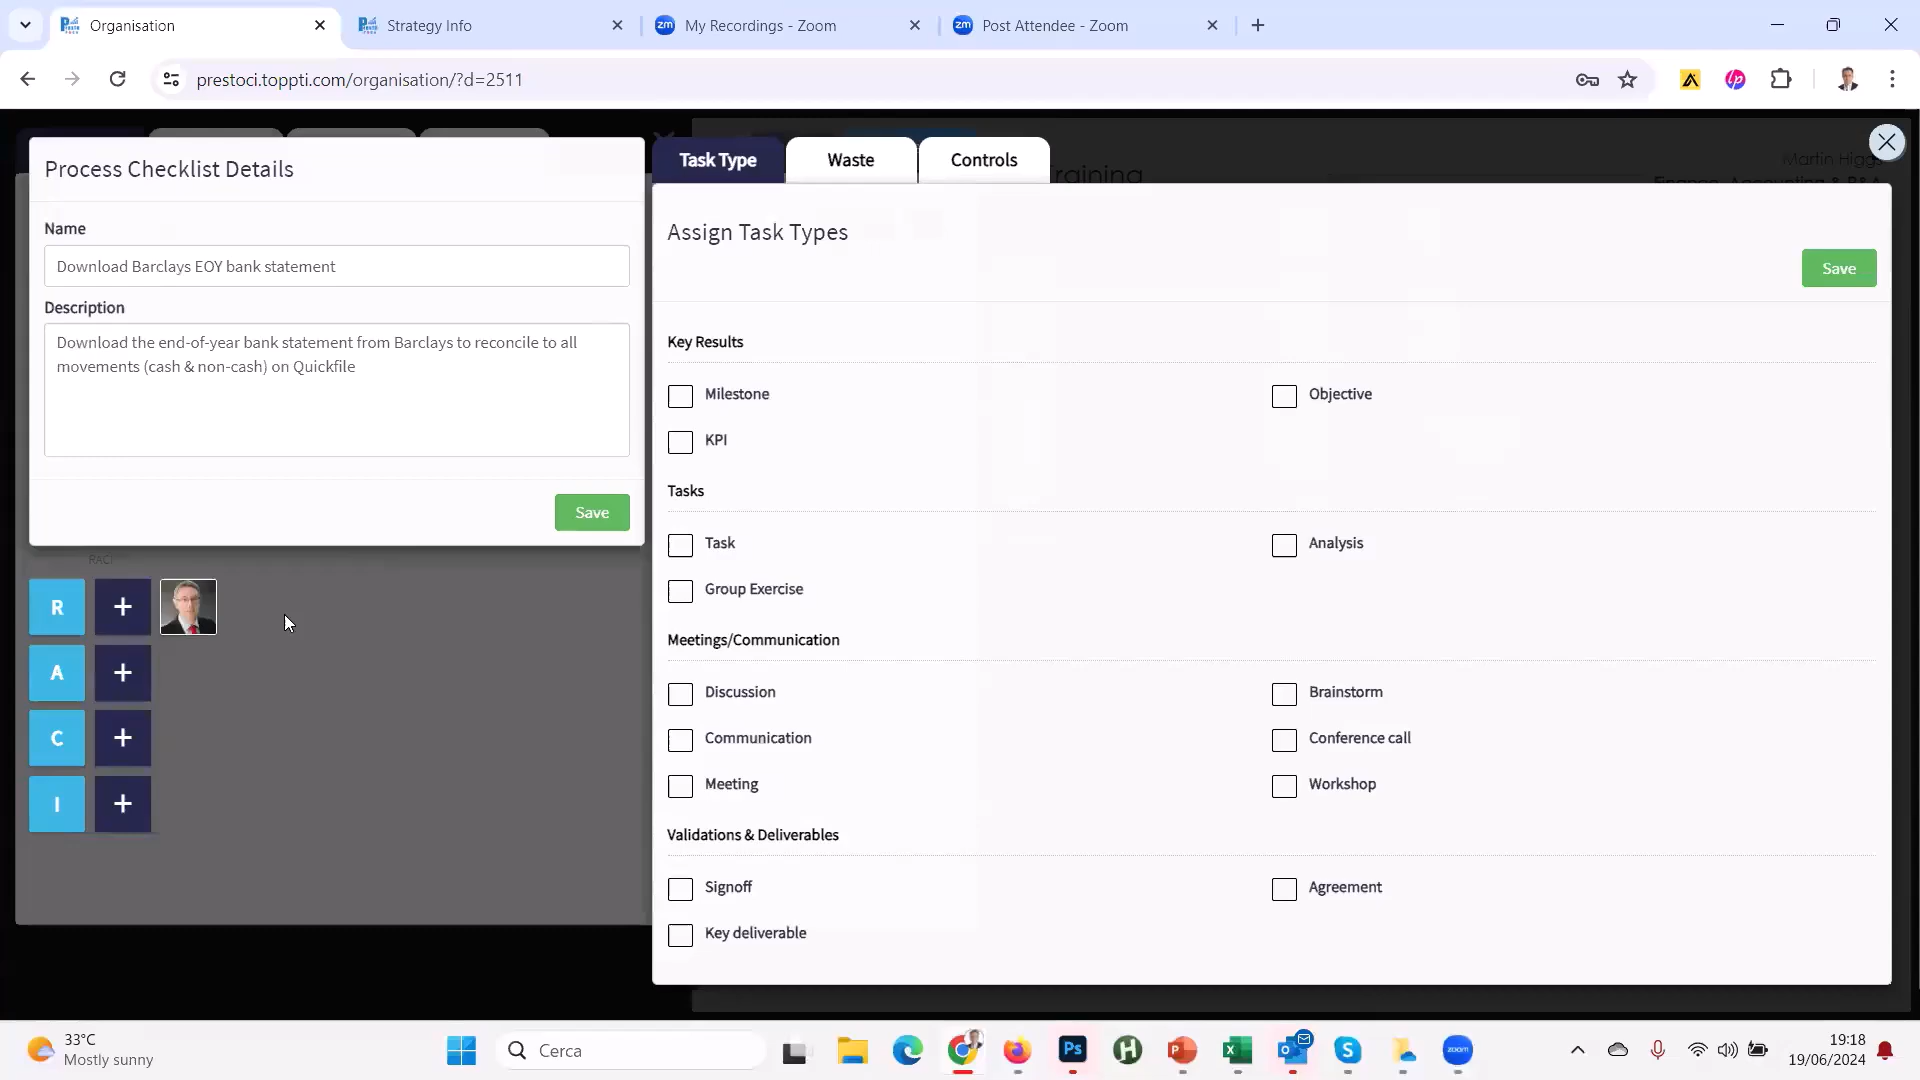 Organisation
Strategy Info
My Recordings - Zoom
Post Attendee - Zoom
prestoci.toppti.com/organisation/?d=2511
Process Checklist Details
Name
Download Barclays EOY bank statement
Description
Download the end-of-year bank statement from Barclays to reconcile to all
movements (cash & non-cash) on Quickfile
Save
RACI
R
A
C
I
Task Type
Waste
Controls
raining
Martin Higgs
Assign Task Types
Save
Key Results
Milestone
Objective
KPI
Tasks
Task
Analysis
Group Exercise
Meetings/Communication
Discussion
Brainstorm
Communication
Conference call
Meeting
Workshop
Validations & Deliverables
Signoff
Agreement
Key deliverable
33°C
Mostly sunny
Cerca
19:18
19/06/2024